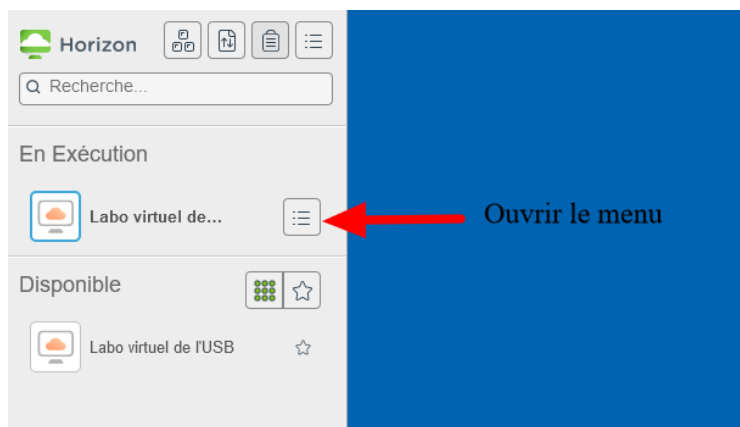 Horizon
Recherche...
En Exécution
Labo virtuel de...
Ouvrir le menu
Disponible
Labo virtuel de l'USB